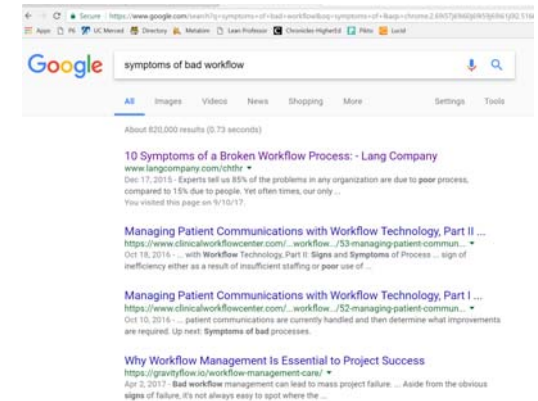 Secure
https://www.google.com/search?q=symptoms+of+bad+workflow&oq=symptoms+of+
Apps P6 UC Merced Directory Metabim Lean Professor Chronicles HigherEd Plkto Lucid
Google
symptoms of bad workflow
All Images Videos News Shopping More Settings Tools
About 820,000 results (0.73 seconds)
10 Symptoms of a Broken Workflow Process: - Lang Company
www.langcompany.com/chthr
Dec 17, 2015 - Experts tell us 85% of the problems in any organization are due to poor process,
compared to 15% due to people. Yet often times, our only ...
You visited this page on 9/10/17.
Managing Patient Communications with Workflow Technology, Part II ...
https://www.clinicalworkflowcenter.com/...workflow.../53-managing-patient-commun...
Oct 18, 2016 - ... with Workflow Technology, Part II: Signs and Symptoms of Process ... sign of
inefficiency either as a result of insufficient staffing or poor use of ...
Managing Patient Communications with Workflow Technology, Part I ...
https://www.clinicalworkflowcenter.com/...workflow.../52-managing-patient-commun...
Oct 10, 2016 - ... patient communications are currently handled and then determine what improvements
are required. Up next: Symptoms of bad processes.
Why Workflow Management Is Essential to Project Success
https://gravityflow.io/workflow-management-care/
Apr 2, 2017 - Bad workflow management can lead to mass project failure. ... Aside from the obvious
signs of failure, it's not always easy to spot where the ...